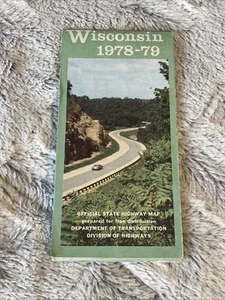 Wisconsin
1978-79
OFFICIAL STATE HIGHWAY MAP
prepared for free distribution
DEPARTMENT OF TRANSPORTATION
DIVISION OF HIGHWAYS